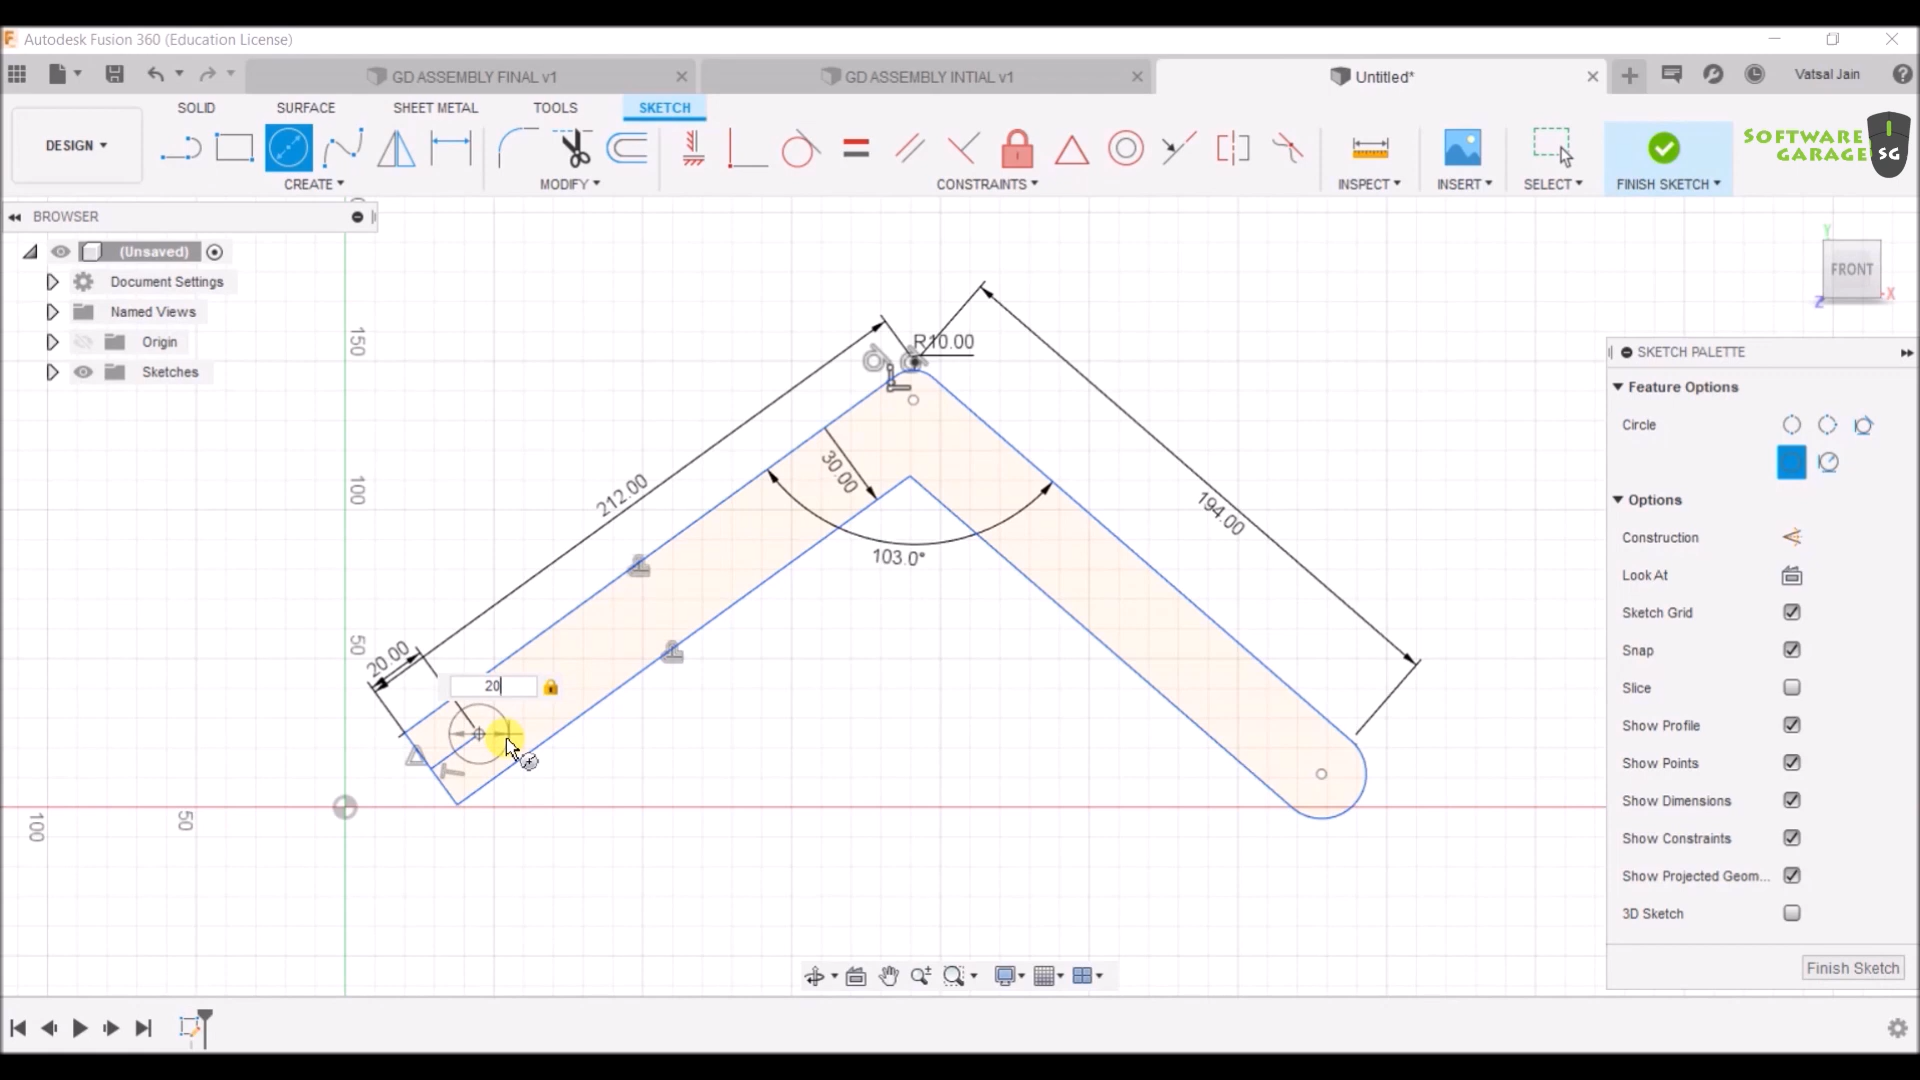 Autodesk Fusion 360 (Education License)
GD ASSEMBLY FINAL v1
GD ASSEMBLY INTIAL v1
Untitled*
Vatsal Jain
SOLID
SURFACE
SHEET METAL
TOOLS
SKETCH
DESIGN
CREATE
MODIFY
CONSTRAINTS
INSPECT
INSERT
SELECT
FINISH SKETCH
SOFTWARE
GARAGE
SG
BROWSER
(Unsaved)
Document Settings
Named Views
Origin
Sketches
FRONT
Y
X
Z
150
100
50
50
100
R10.00
212.00
30.00
194.00
103.0°
20.00
20
SKETCH PALETTE
Feature Options
Circle
Options
Construction
Look At
Sketch Grid
Snap
Slice
Show Profile
Show Points
Show Dimensions
Show Constraints
Show Projected Geom...
3D Sketch
Finish Sketch